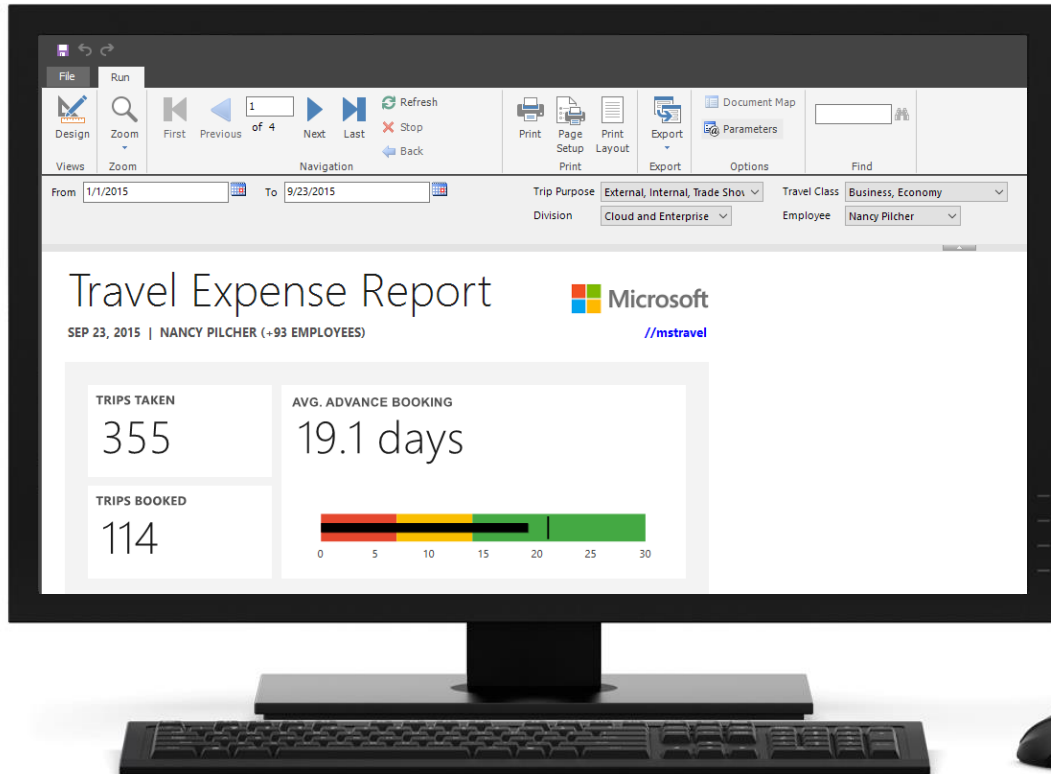 File Run
Design
Zoom
First Previous
1
of 4
Next Last
Refresh
Stop
Back
Print Page Setup Print Layout
Export
Document Map
Parameters
Views Zoom Navigation Print Export Options Find
From 1/1/2015 To 9/23/2015
Trip Purpose External, Internal, Trade Travel Class Business, Economy
Division Cloud and Enterprise Employee Nancy Pilcher
Travel Expense Report
Microsoft
SEP 23, 2015 | NANCY PILCHER (+93 EMPLOYEES)
//mstravel
TRIPS TAKEN
355
AVG. ADVANCE BOOKING
19.1 days
TRIPS BOOKED
114
0 5 10 15 20 25 30